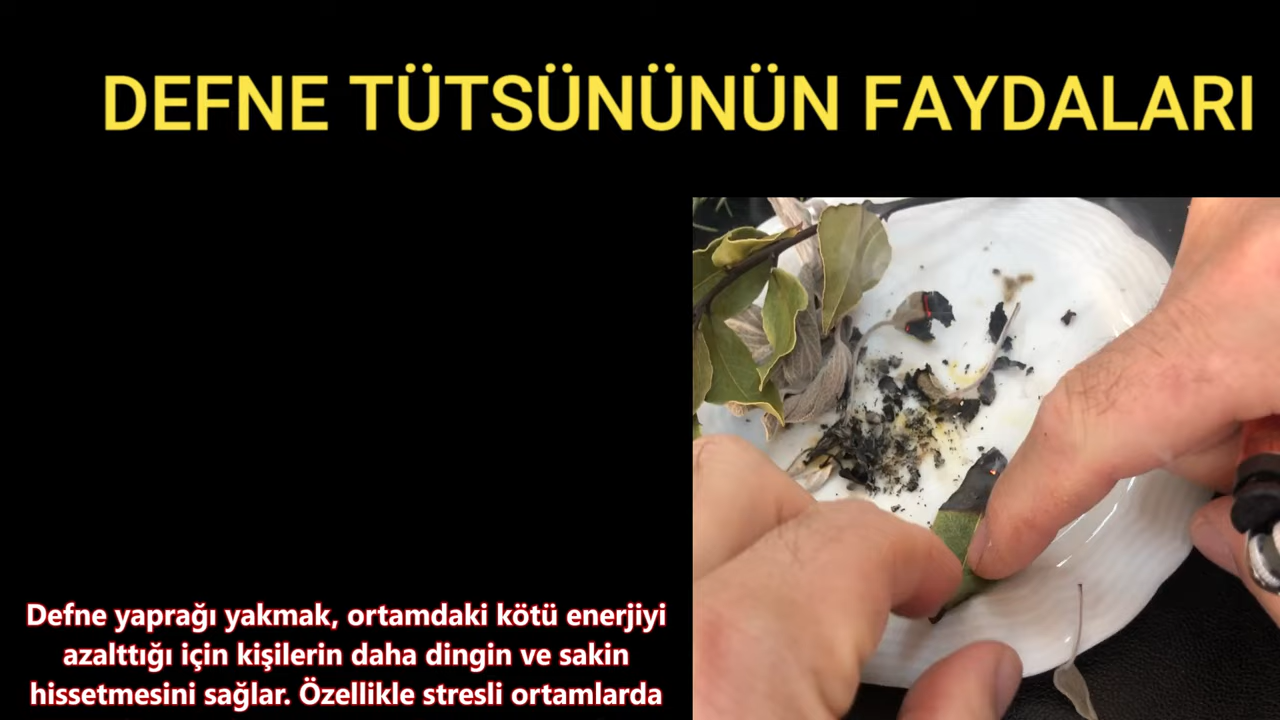 DEFNE TÜTSÜNÜNÜN FAYDALARI
Defne yaprağı yakmak, ortamdaki kötü enerjiyi
azalttığı için kişilerin daha dingin ve sakin
hissetmesini sağlar. Özellikle stresli ortamlarda